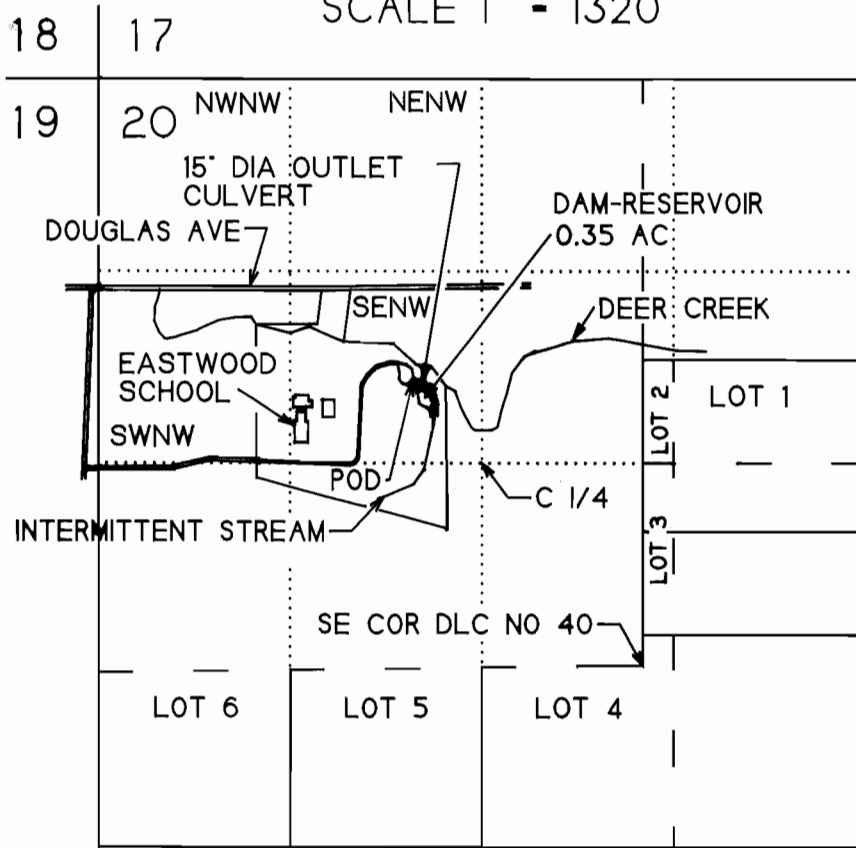 SCALE 1" = 1320'
18 17
19 20
NWNW NENW
15" DIA OUTLET
CULVERT
DAM-RESERVOIR
0.35 AC
DOUGLAS AVE
SENW
DEER CREEK
EASTWOOD
SCHOOL
LOT 2
LOT 1
SWNW
POD
C 1/4
INTERMITTENT STREAM
LOT 3
SE COR DLC NO 40
LOT 6 LOT 5 LOT 4